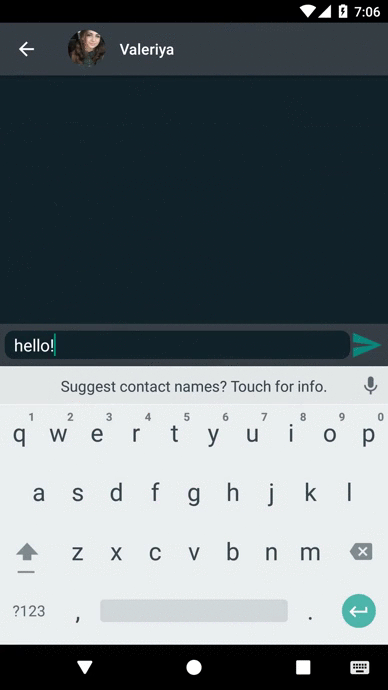 7:06
Valeriya
hello!
Suggest contact names? Touch for info.
1 2 3 4 5 6 7 8 9 0
q w e r t y u i o p
a s d f g h j k l
z x c v b n m
?123 , .